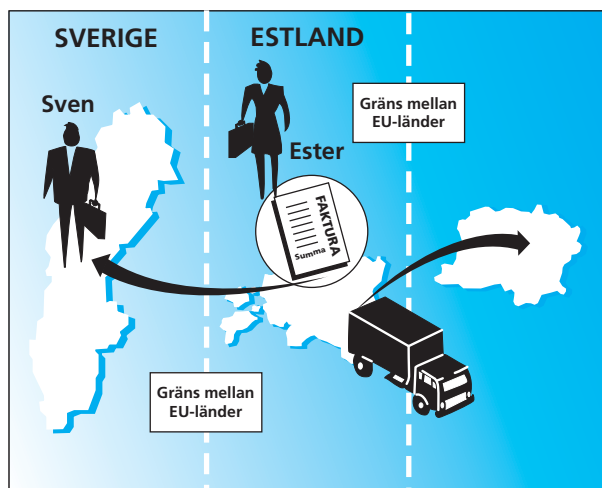 SVERIGE
ESTLAND
Sven
Ester
Gräns mellan
EU-länder
FAKTURA
Summa
Gräns mellan
EU-länder